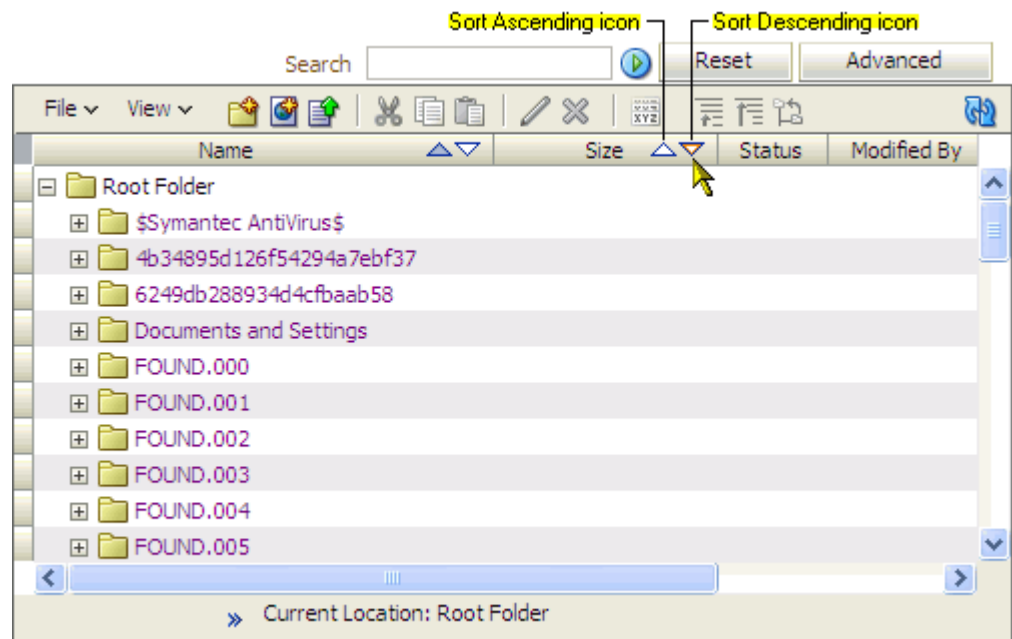 Sort Ascending icon Sort Descending icon
Search Reset Advanced
File View XYZ
Name Size Status Modified By
Root Folder
$Symantec AntiVirus$
4b34895d126f54294a7ebf37
6249db288934d4cfbaab58
Documents and Settings
FOUND.000
FOUND.001
FOUND.002
FOUND.003
FOUND.004
FOUND.005
» Current Location: Root Folder